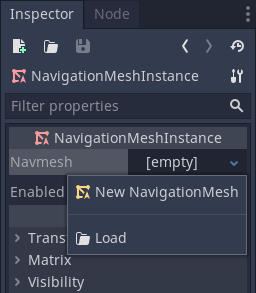 Inspector Node
NavigationMeshInstance
Filter properties
NavigationMeshInstance
Navmesh [empty]
Enabled
New NavigationMesh
Load
Trans
Matrix
Visibility